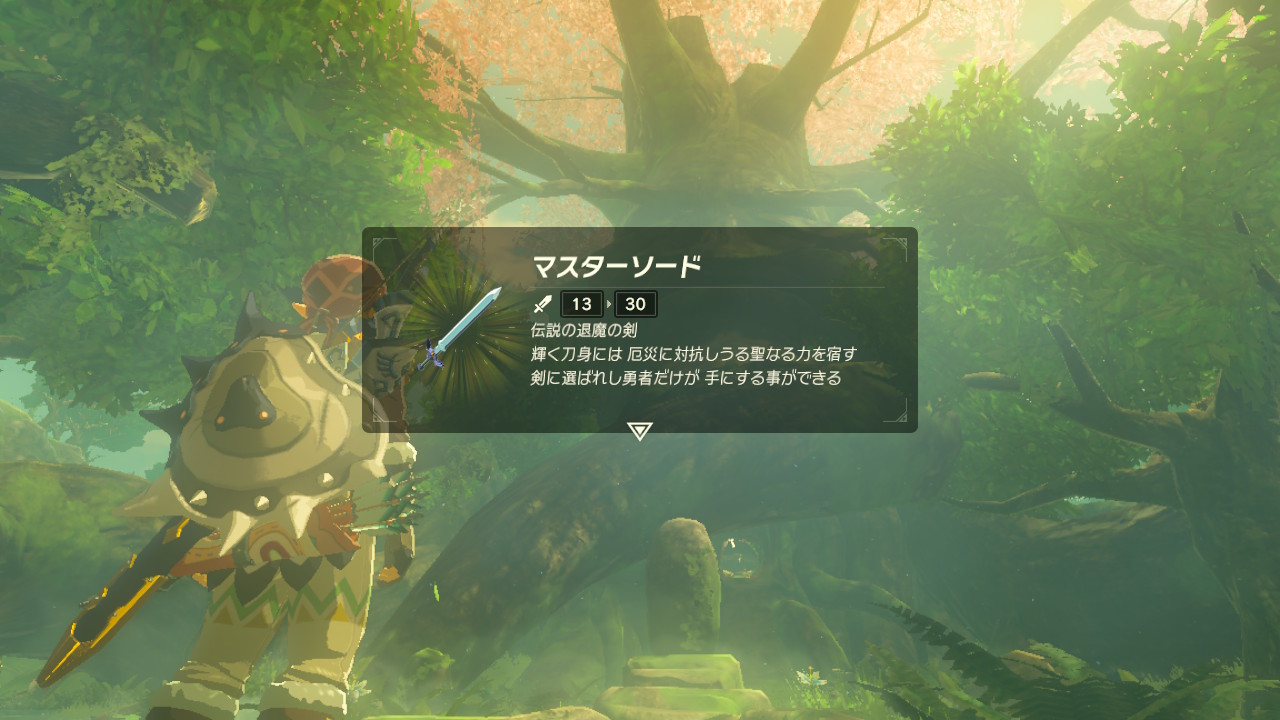 マスターソード
13 30
伝説の退魔の剣
輝く刀身には 厄災に対抗しうる聖なる力を宿す
剣に選ばれし勇者だけが 手にする事ができる